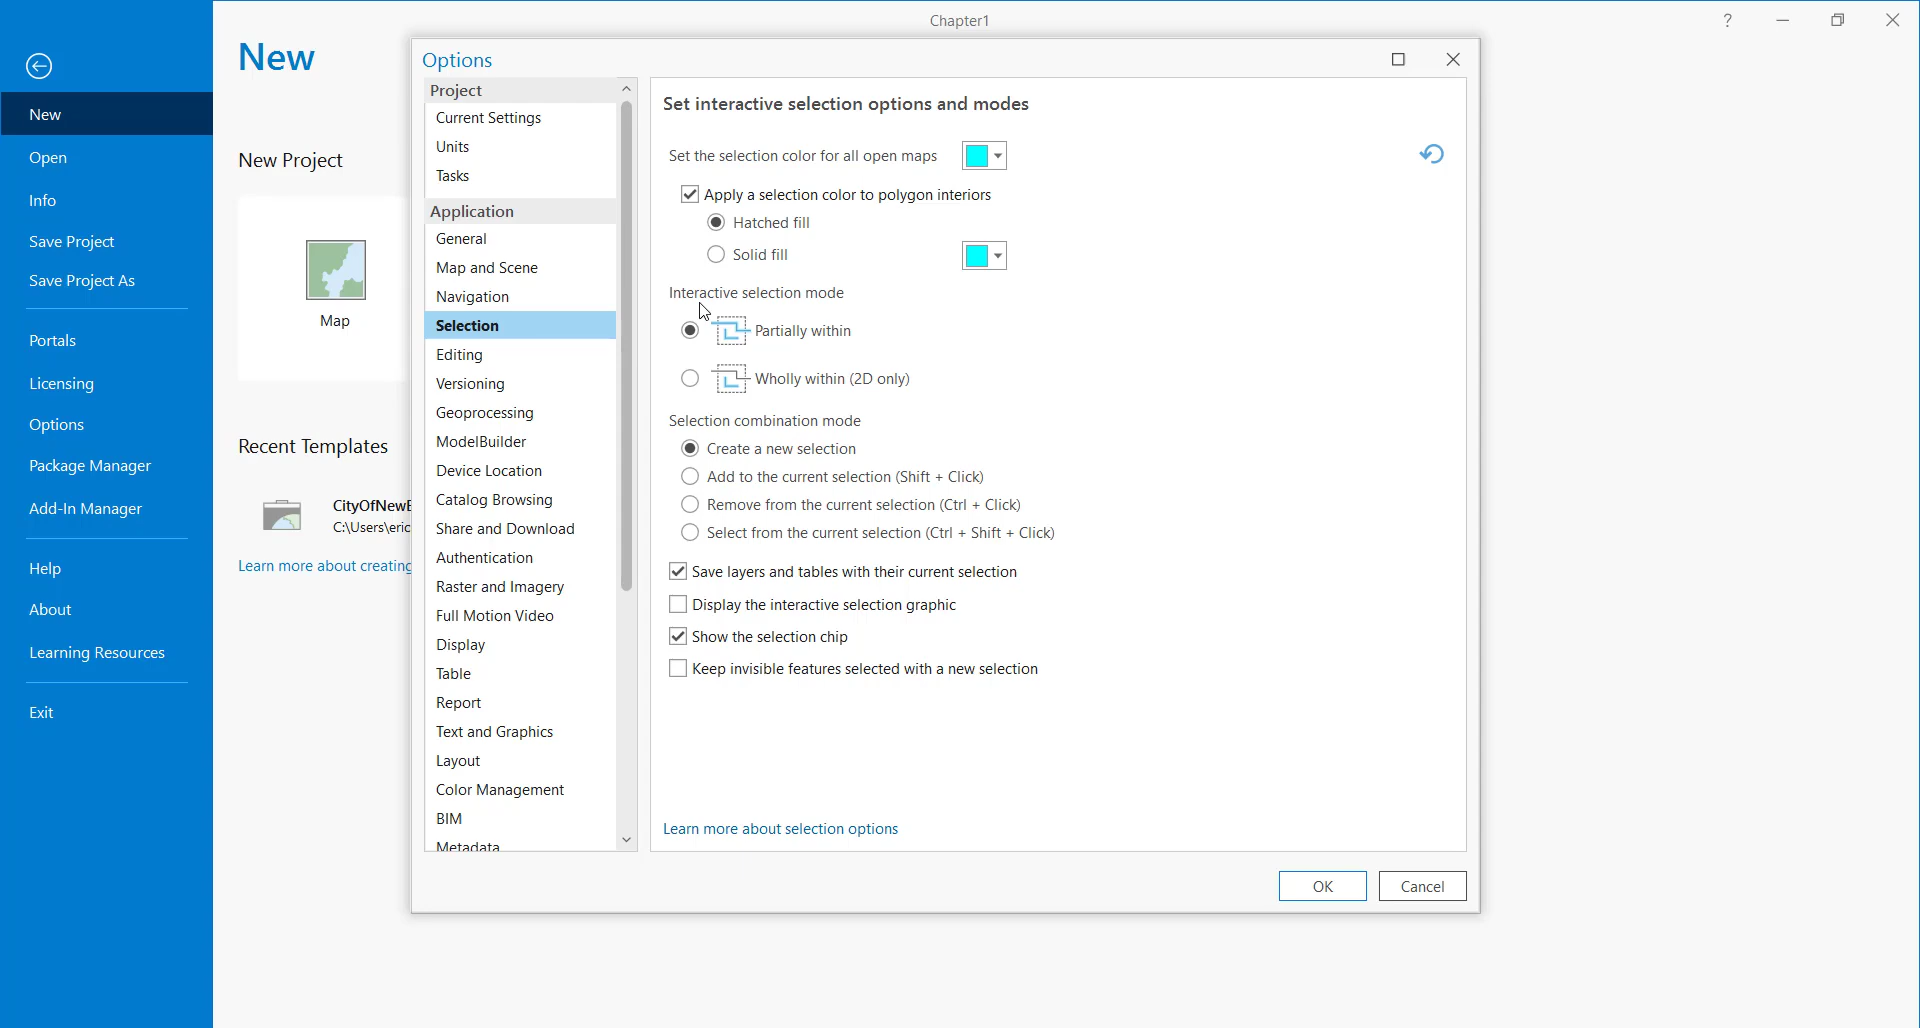 Chapter1
?
New
Open
Info
Save Project
Save Project As
Portals
Licensing
Options
Package Manager
Add-In Manager
Help
About
Learning Resources
Exit
New
New Project
Map
Recent Templates
CityOfNewB
C:\Users\eric
Learn more about creating
Options
Project
Current Settings
Units
Tasks
Application
General
Map and Scene
Navigation
Selection
Editing
Versioning
Geoprocessing
ModelBuilder
Device Location
Catalog Browsing
Share and Download
Authentication
Raster and Imagery
Full Motion Video
Display
Table
Report
Text and Graphics
Layout
Color Management
BIM
Metadata
Set interactive selection options and modes
Set the selection color for all open maps
Apply a selection color to polygon interiors
Hatched fill
Solid fill
Interactive selection mode
Partially within
Wholly within (2D only)
Selection combination mode
Create a new selection
Add to the current selection (Shift + Click)
Remove from the current selection (Ctrl + Click)
Select from the current selection (Ctrl + Shift + Click)
Save layers and tables with their current selection
Display the interactive selection graphic
Show the selection chip
Keep invisible features selected with a new selection
Learn more about selection options
OK
Cancel